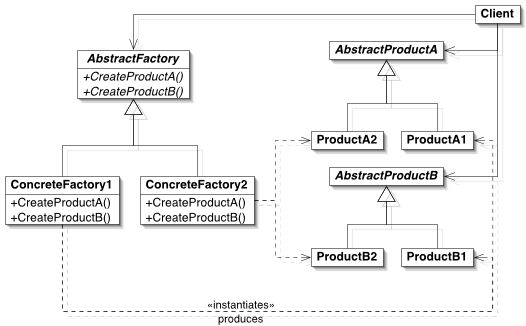 Client
AbstractFactory
+CreateProductA()
+CreateProductB()
AbstractProductA
ProductA2
ProductA1
AbstractProductB
ConcreteFactory1
+CreateProductA()
+CreateProductB()
ConcreteFactory2
+CreateProductA()
+CreateProductB()
ProductB2
ProductB1
«instantiates»
produces